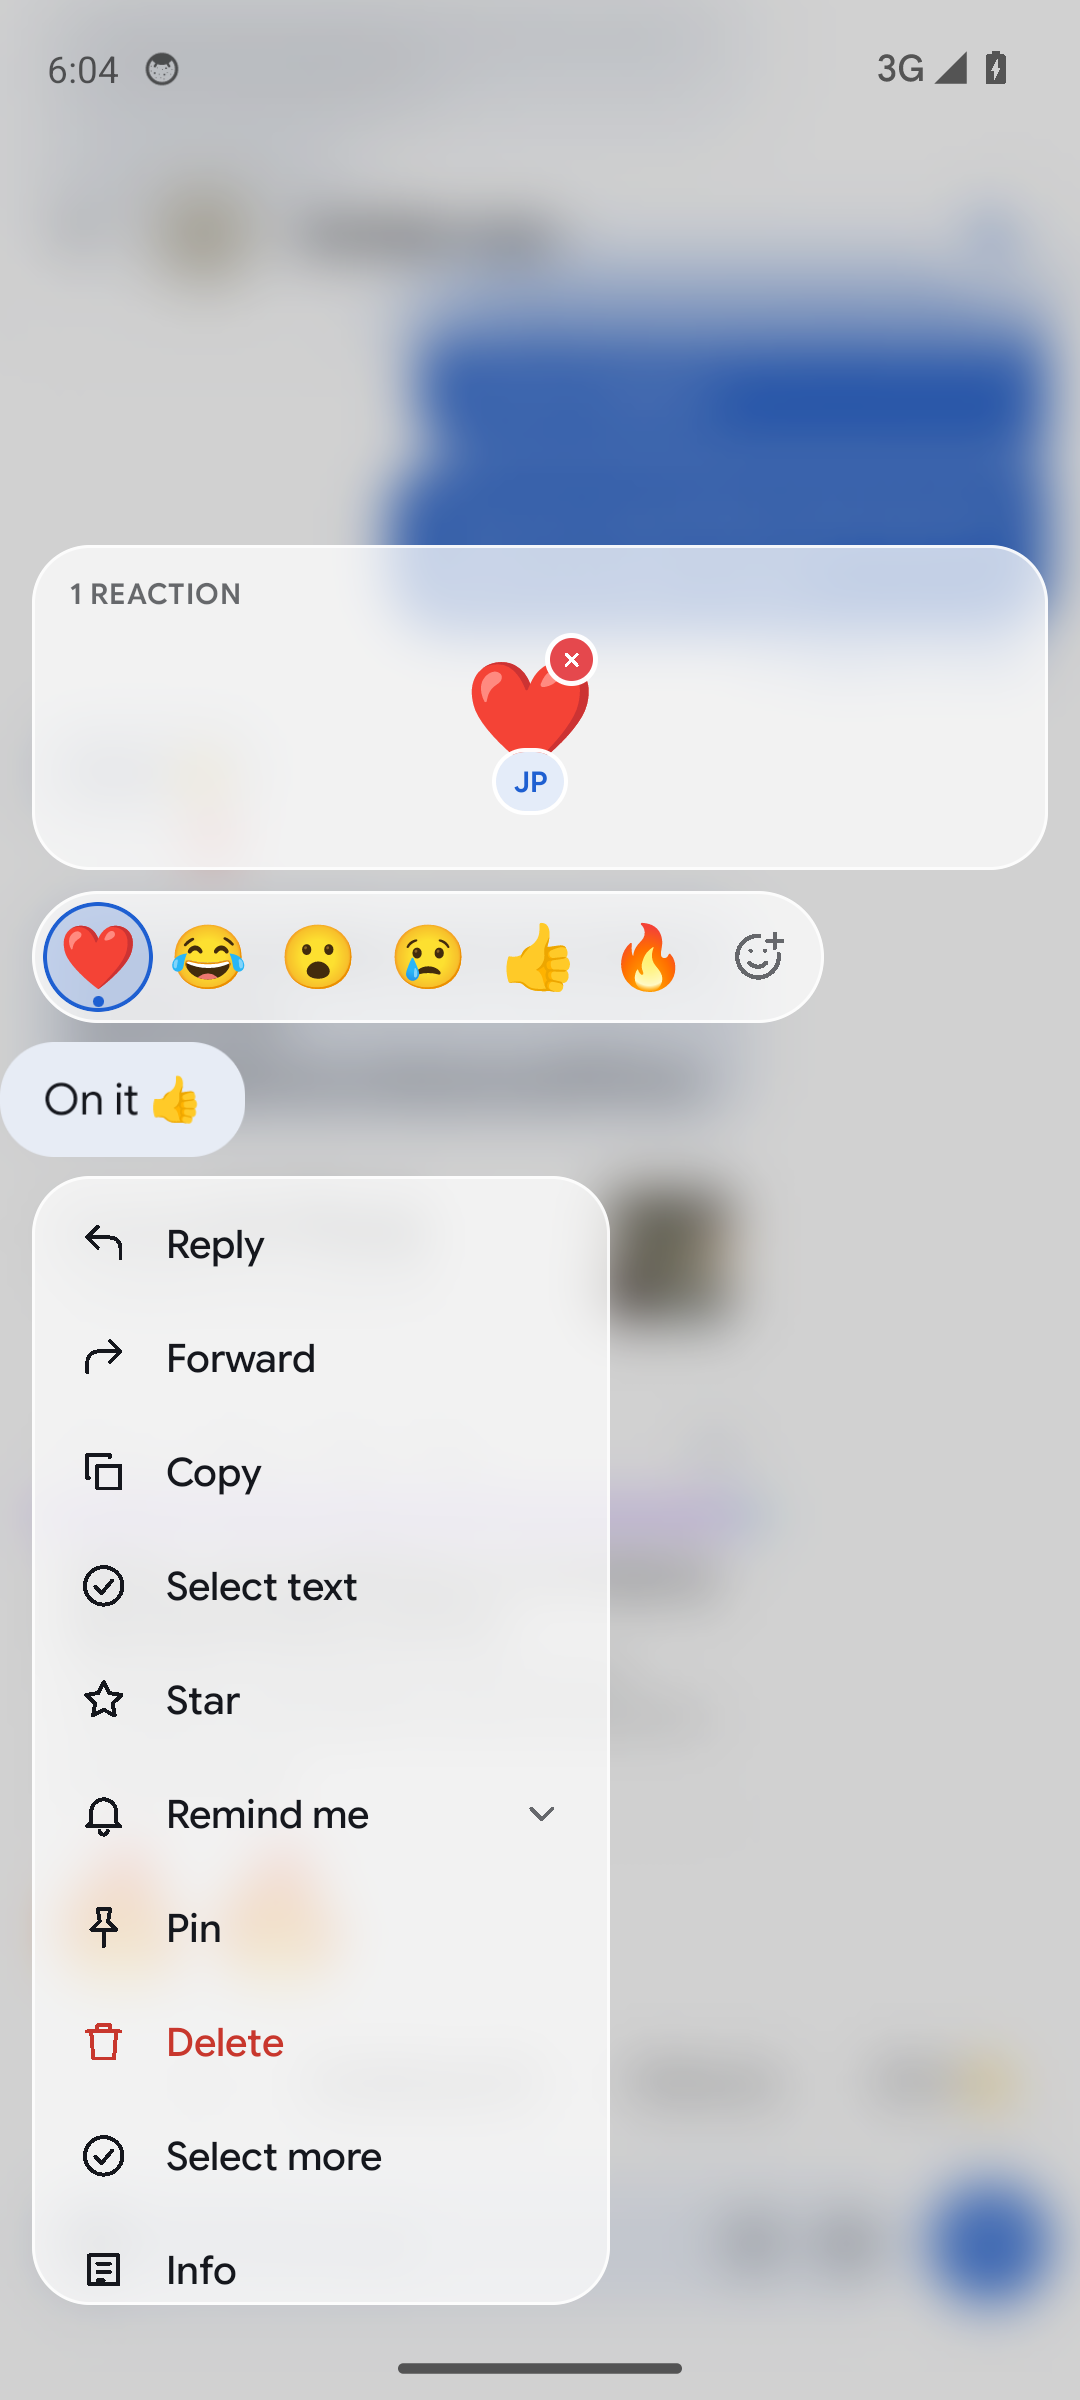 6:04
3G
1 REACTION
JP
On it 👍
Reply
Forward
Copy
Select text
Star
Remind me
Pin
Delete
Select more
Info